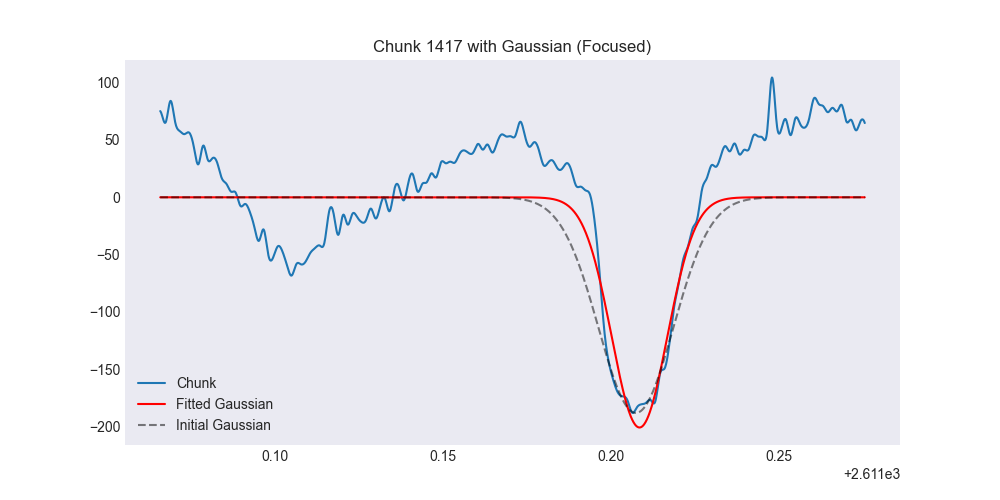 Chunk 1417 with Gaussian (Focused)
100
50
0
−50
−100
−150
−200
Chunk
Fitted Gaussian
Initial Gaussian
0.10 0.15 0.20 0.25
+2.611e3